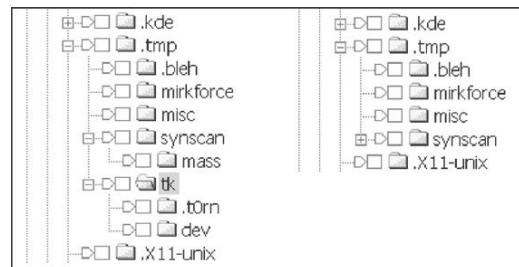 .kde
.tmp
.bleh
mirkforce
misc
synscan
mass
tk
.t0rn
dev
.X11-unix
.kde
.tmp
.bleh
mirkforce
misc
synscan
.X11-unix